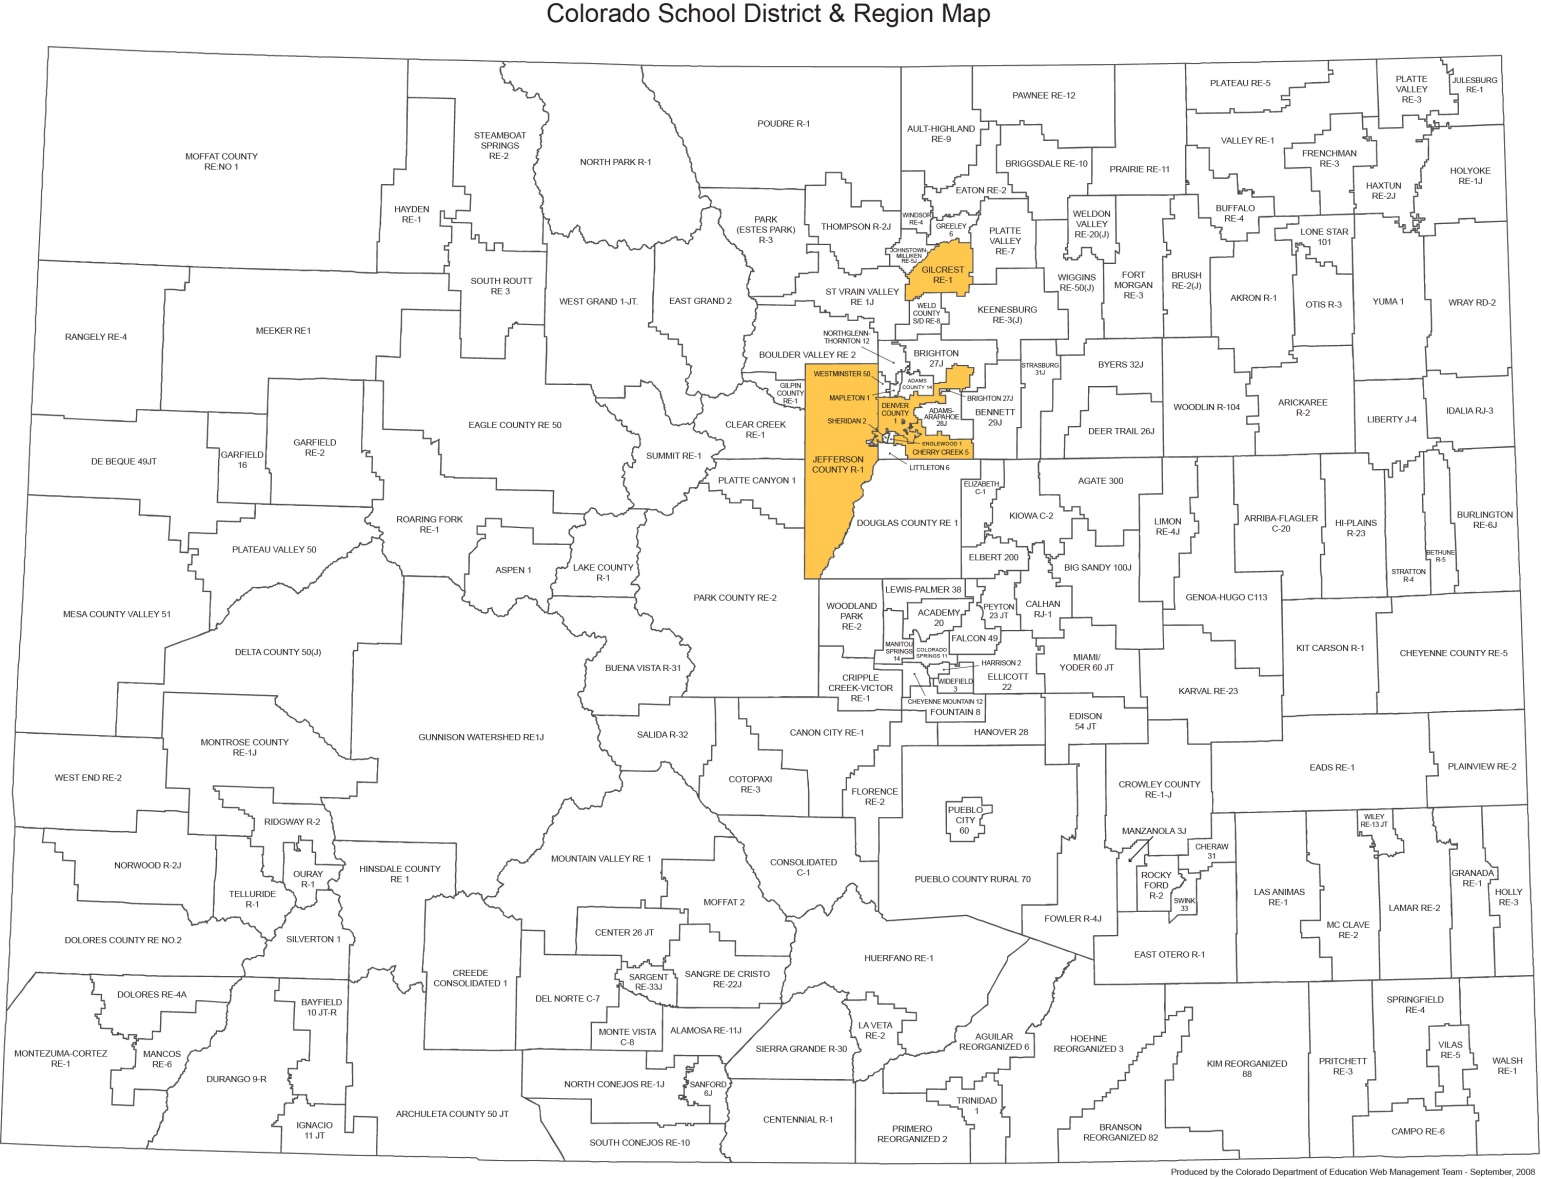 Colorado School District & Region Map
MOFFAT COUNTY
RE:NO 1
HAYDEN
RE-1
STEAMBOAT
SPRINGS
RE-2
NORTH PARK R-1
POUDRE R-1
AULT-HIGHLAND
RE-9
PAWNEE RE-12
BRIGGSDALE RE-10
PRAIRIE RE-11
PLATEAU RE-5
VALLEY RE-1
FRENCHMAN
RE-3
PLATTE
VALLEY
RE-3
JULESBURG
RE-1
HAXTUN
RE-2J
HOLYOKE
RE-1J
BUFFALO
RE-4
LONE STAR
101
EATON RE-2
PARK
(ESTES PARK)
R-3
THOMPSON R-2J
WINDSOR
RE-4
GREELEY
6
PLATTE
VALLEY
RE-7
WELDON
VALLEY
RE-20(J)
JOHNSTOWN-
MILLIKEN
RE-5J
GILCREST
RE-1
SOUTH ROUTT
RE 3
WEST GRAND 1-JT.
EAST GRAND 2
ST VRAIN VALLEY
RE 1J
WELD
COUNTY
S/D RE-8
KEENESBURG
RE-3(J)
WIGGINS
RE-50(J)
FORT
MORGAN
RE-3
BRUSH
RE-2(J)
AKRON R-1
OTIS R-3
YUMA 1
WRAY RD-2
RANGELY RE-4
MEEKER RE1
NORTHGLENN-
THORNTON 12
BOULDER VALLEY RE 2
BRIGHTON
27J
WESTMINSTER 50
ADAMS
COUNTY 14
STRASBURG
31J
BYERS 32J
GILPIN
COUNTY
RE-1
MAPLETON 1
BRIGHTON 27J
DENVER
COUNTY
1
ADAMS-
ARAPAHOE
28J
BENNETT
29J
WOODLIN R-104
ARICKAREE
R-2
LIBERTY J-4
IDALIA RJ-3
DEER TRAIL 26J
SHERIDAN 2
ENGLEWOOD 1
CHERRY CREEK 5
LITTLETON 6
CLEAR CREEK
RE-1
EAGLE COUNTY RE 50
SUMMIT RE-1
JEFFERSON
COUNTY R-1
PLATTE CANYON 1
DE BEQUE 49JT
GARFIELD
16
GARFIELD
RE-2
ROARING FORK
RE-1
ASPEN 1
LAKE COUNTY
R-1
PLATEAU VALLEY 50
MESA COUNTY VALLEY 51
DELTA COUNTY 50(J)
DOUGLAS COUNTY RE 1
ELIZABETH
C-1
KIOWA C-2
AGATE 300
ELBERT 200
BIG SANDY 100J
LIMON
RE-4J
ARRIBA-FLAGLER
C-20
HI-PLAINS
R-23
STRATTON
R-4
BETHUNE
R-5
BURLINGTON
RE-6J
GENOA-HUGO C113
PARK COUNTY RE-2
BUENA VISTA R-31
WOODLAND
PARK
RE-2
LEWIS-PALMER 38
ACADEMY
20
PEYTON
23 JT
CALHAN
RJ-1
FALCON 49
MANITOU
SPRINGS
14
COLORADO
SPRINGS 11
HARRISON 2
WIDEFIELD
3
ELLICOTT
22
MIAMI/
YODER 60 JT
CRIPPLE
CREEK-VICTOR
RE-1
CHEYENNE MOUNTAIN 12
FOUNTAIN 8
HANOVER 28
EDISON
54 JT
KARVAL RE-23
KIT CARSON R-1
CHEYENNE COUNTY RE-5
MONTROSE COUNTY
RE-1J
GUNNISON WATERSHED RE1J
SALIDA R-32
COTOPAXI
RE-3
CANON CITY RE-1
FLORENCE
RE-2
WEST END RE-2
RIDGWAY R-2
NORWOOD R-2J
TELLURIDE
R-1
OURAY
R-1
HINSDALE COUNTY
RE 1
MOUNTAIN VALLEY RE 1
MOFFAT 2
CONSOLIDATED
C-1
PUEBLO
CITY
60
PUEBLO COUNTY RURAL 70
CROWLEY COUNTY
RE-1-J
MANZANOLA 3J
CHERAW
31
ROCKY
FORD
R-2
SWINK
33
FOWLER R-4J
EAST OTERO R-1
EADS RE-1
PLAINVIEW RE-2
LAS ANIMAS
RE-1
WILEY
RE-13 JT
MC CLAVE
RE-2
LAMAR RE-2
GRANADA
RE-1
HOLLY
RE-3
DOLORES COUNTY RE NO.2
SILVERTON 1
CREEDE
CONSOLIDATED 1
CENTER 26 JT
SARGENT
RE-33J
SANGRE DE CRISTO
RE-22J
DEL NORTE C-7
MONTE VISTA
C-8
ALAMOSA RE-11J
HUERFANO RE-1
LA VETA
RE-2
SIERRA GRANDE R-30
AGUILAR
REORGANIZED 6
HOEHNE
REORGANIZED 3
DOLORES RE-4A
MONTEZUMA-CORTEZ
RE-1
MANCOS
RE-6
DURANGO 9-R
BAYFIELD
10 JT-R
IGNACIO
11 JT
ARCHULETA COUNTY 50 JT
NORTH CONEJOS RE-1J
SANFORD
6J
SOUTH CONEJOS RE-10
CENTENNIAL R-1
PRIMERO
REORGANIZED 2
TRINIDAD
1
BRANSON
REORGANIZED 82
KIM REORGANIZED
88
PRITCHETT
RE-3
SPRINGFIELD
RE-4
VILAS
RE-5
WALSH
RE-1
CAMPO RE-6
Produced by the Colorado Department of Education Web Management Team - September, 2008